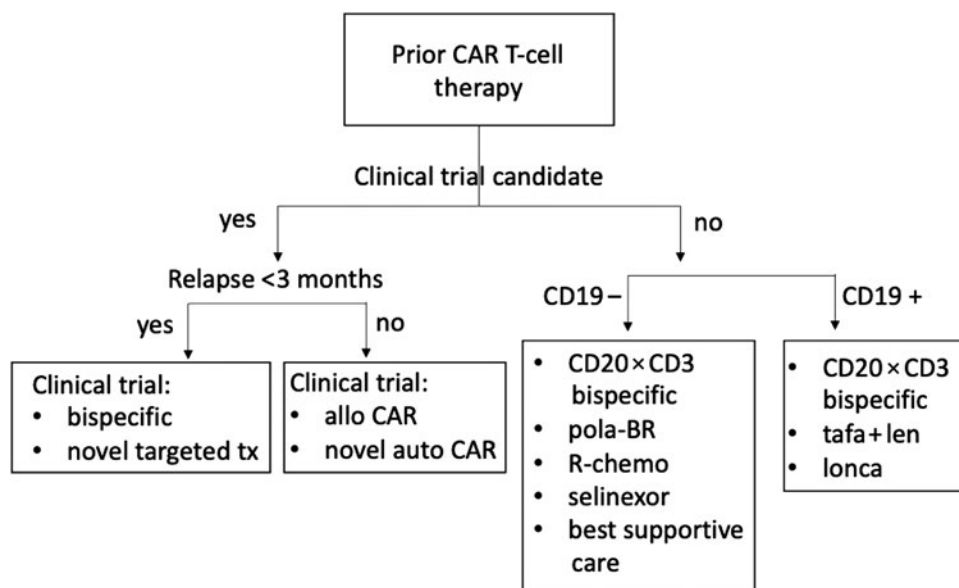 Prior CAR T-cell
therapy
Clinical trial candidate
yes
no
Relapse <3 months
CD19 –
CD19 +
yes
no
Clinical trial:
• bispecific
• novel targeted tx
Clinical trial:
• allo CAR
• novel auto CAR
• CD20 × CD3
bispecific
• pola-BR
• R-chemo
• selinexor
• best supportive
care
• CD20 × CD3
bispecific
• tafa + len
• lonca